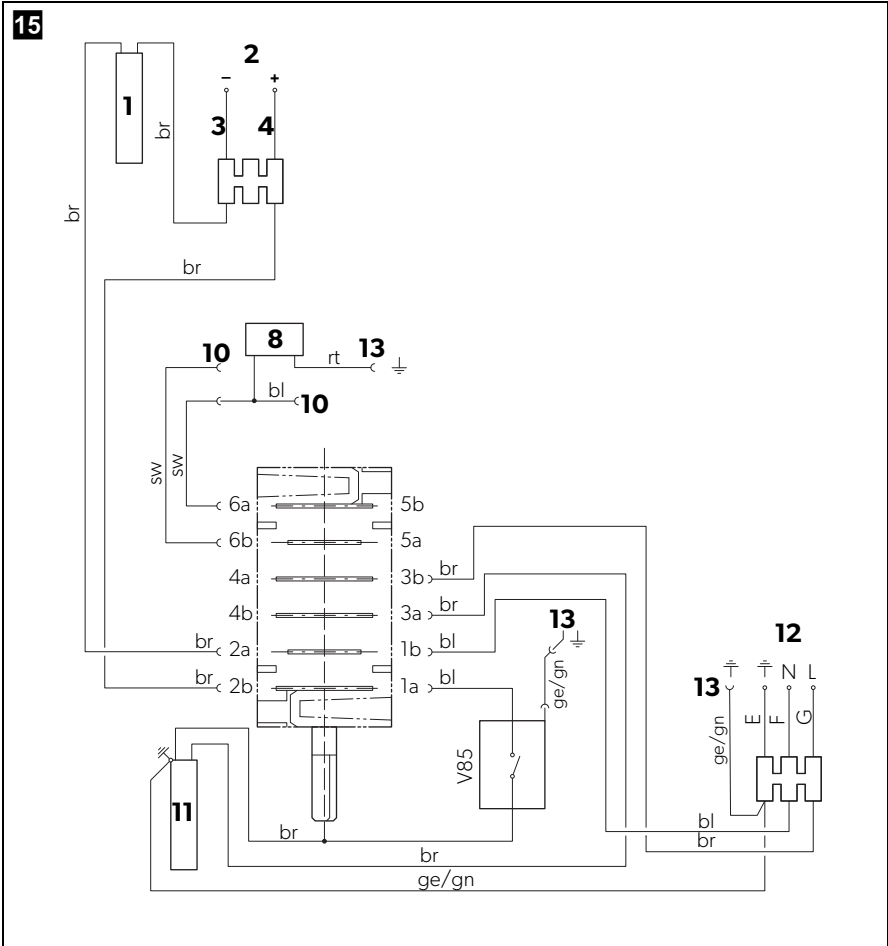 15
2
− +
1
3 4
br
br
br
8
10 rt 13
bl 10
sw
sw
6a 5b
6b 5a
4a 3b br
4b 3a br
br 2a 1b bl
br 2b 1a bl
13
ge/gn
12
N L
13
ge/gn
E
F
G
V85
11
br
bl
br
br
ge/gn